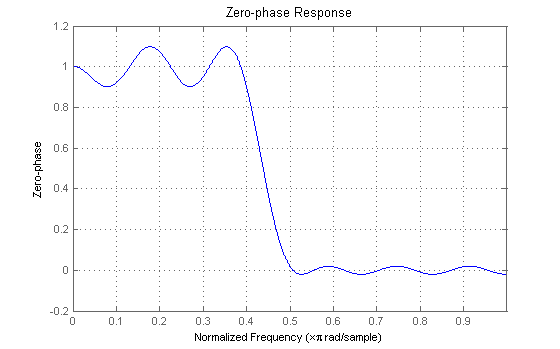 Zero-phase Response
1.2
1
0.8
0.6
0.4
0.2
0
-0.2
Zero-phase
0 0.1 0.2 0.3 0.4 0.5 0.6 0.7 0.8 0.9
Normalized Frequency (×π rad/sample)